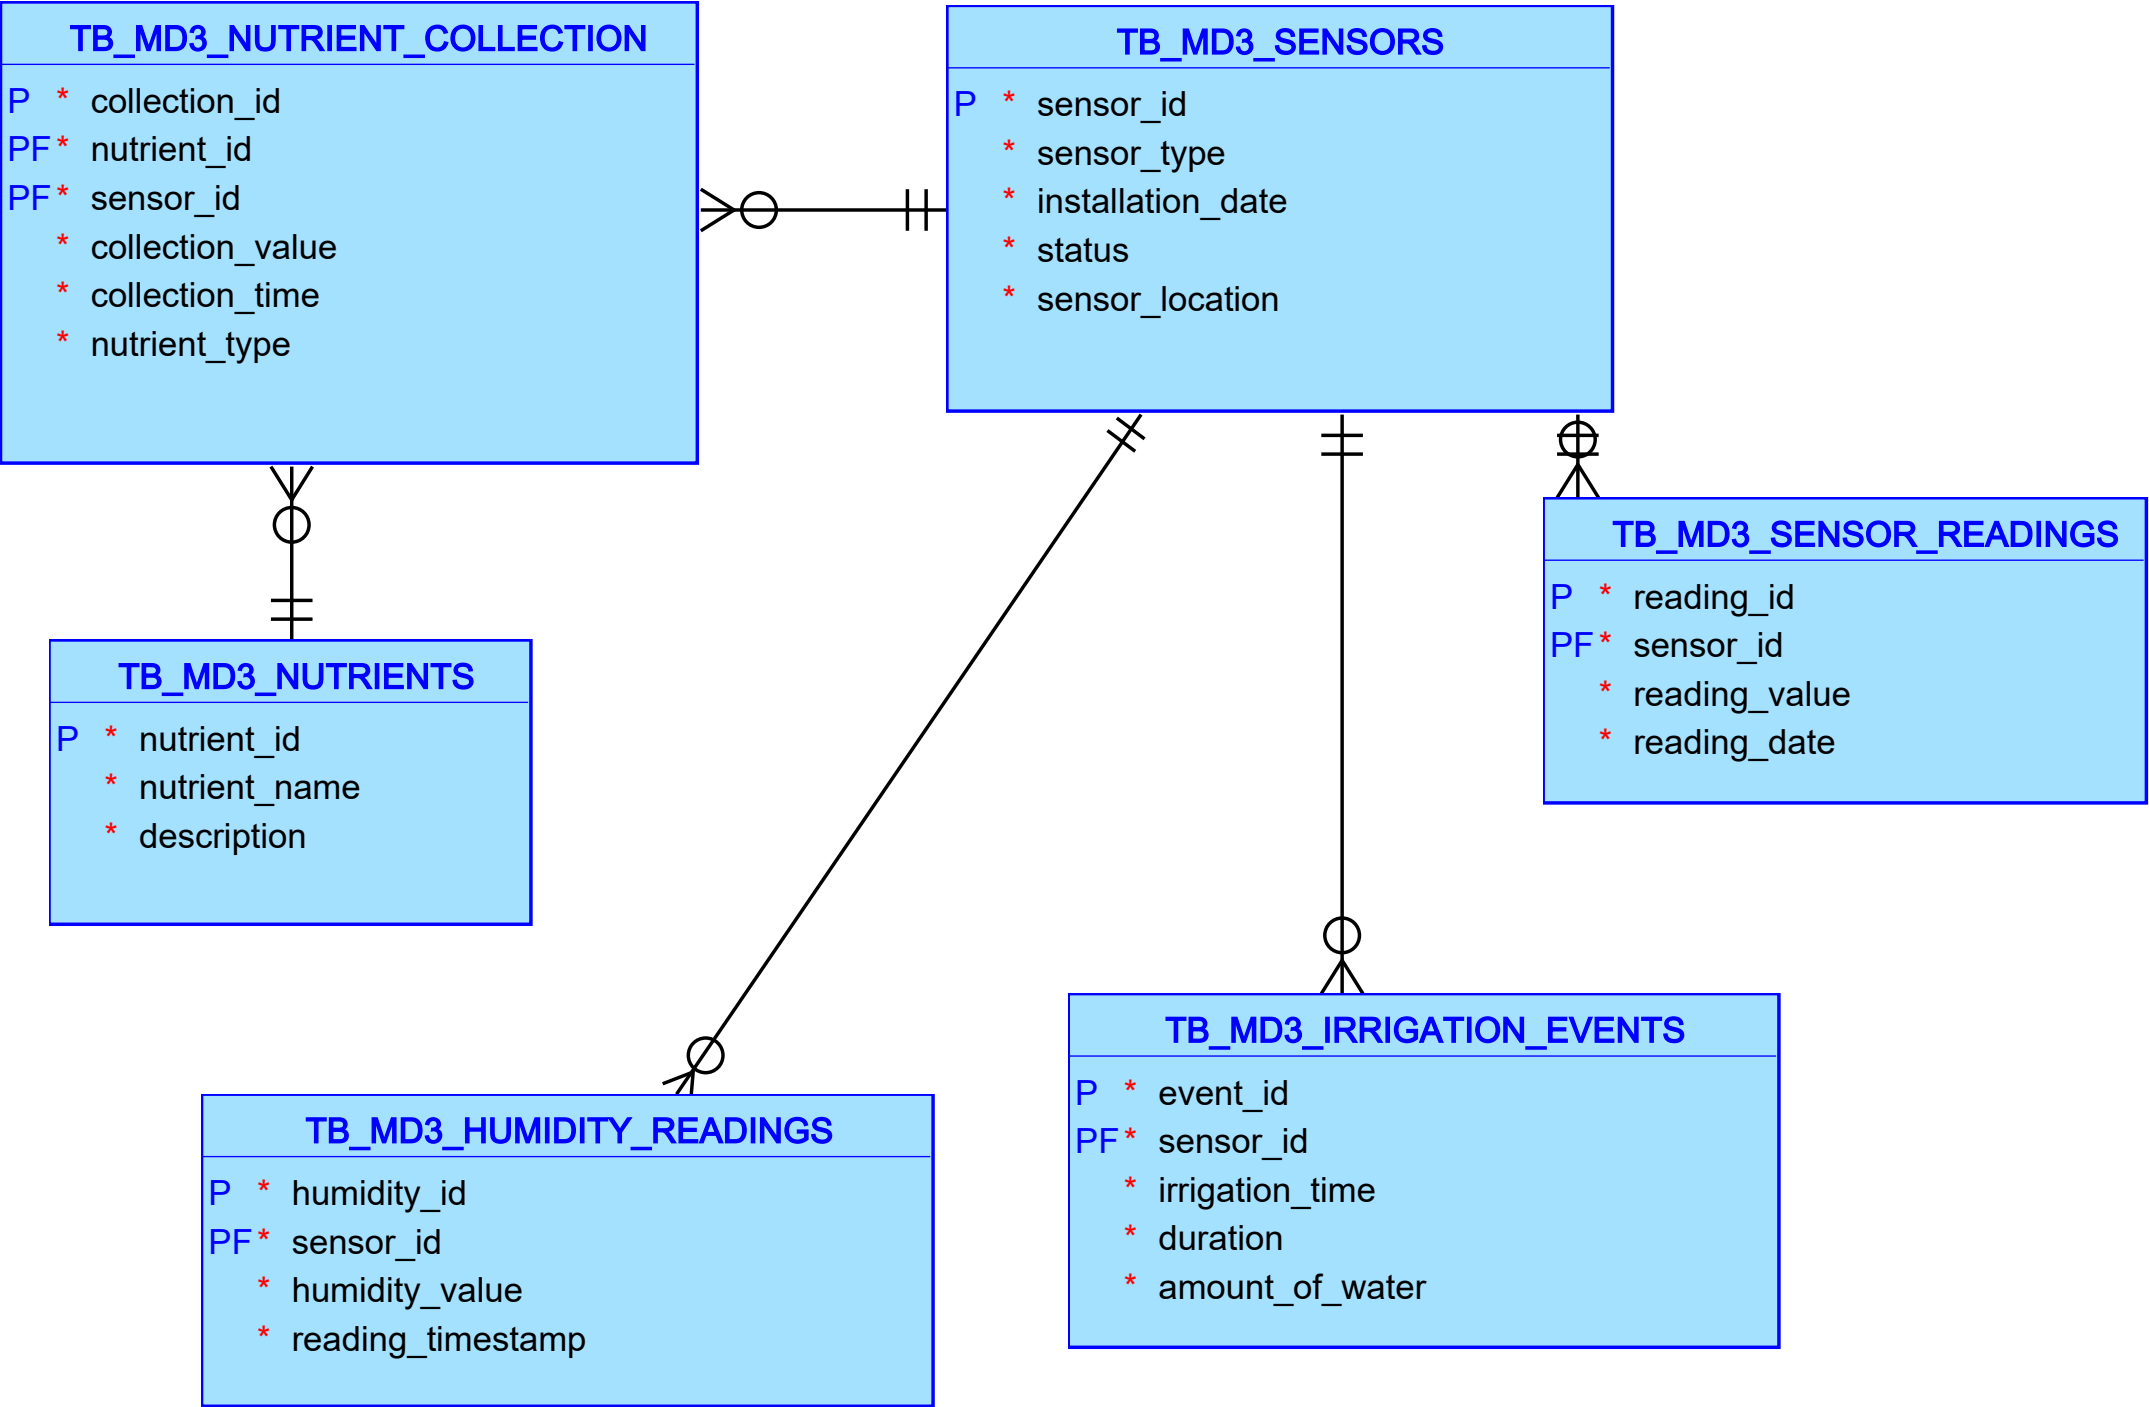 TB_MD3_NUTRIENT_COLLECTION
P * collection_id
PF * nutrient_id
PF * sensor_id
* collection_value
* collection_time
* nutrient_type
TB_MD3_SENSORS
P * sensor_id
* sensor_type
* installation_date
* status
* sensor_location
TB_MD3_SENSOR_READINGS
P * reading_id
PF * sensor_id
* reading_value
* reading_date
TB_MD3_NUTRIENTS
P * nutrient_id
* nutrient_name
* description
TB_MD3_IRRIGATION_EVENTS
P * event_id
PF * sensor_id
* irrigation_time
* duration
* amount_of_water
TB_MD3_HUMIDITY_READINGS
P * humidity_id
PF * sensor_id
* humidity_value
* reading_timestamp